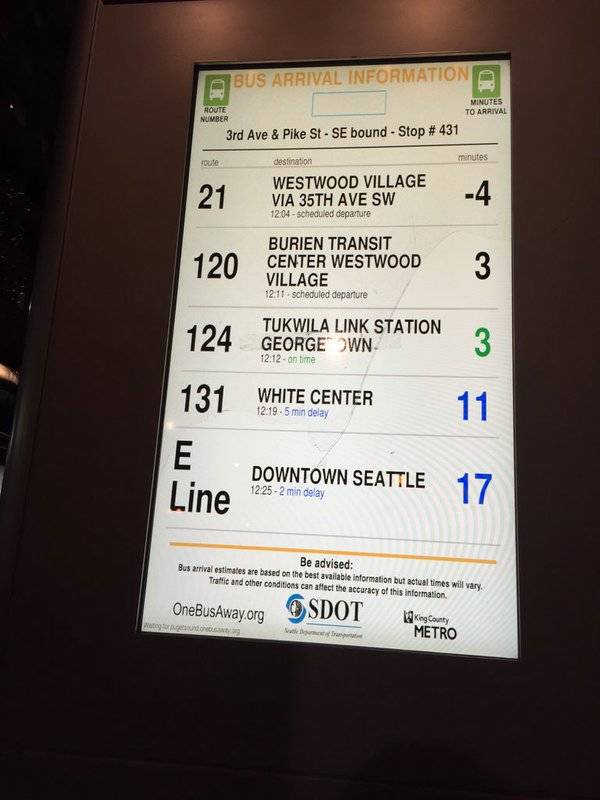 BUS ARRIVAL INFORMATION
ROUTE
NUMBER
MINUTES
TO ARRIVAL
3rd Ave & Pike St - SE bound - Stop # 431
route destination minutes
21 WESTWOOD VILLAGE
VIA 35TH AVE SW -4
12:04 - scheduled departure
BURIEN TRANSIT
120 CENTER WESTWOOD 3
VILLAGE
12:11 - scheduled departure
124 TUKWILA LINK STATION 3
GEORGETOWN
12:12 - on time
131 WHITE CENTER 11
12:19 - 5 min delay
E
Line DOWNTOWN SEATTLE 17
12:25 - 2 min delay
Be advised:
Bus arrival estimates are based on the best available information but actual times will vary.
Traffic and other conditions can affect the accuracy of this information.
OneBusAway.org SDOT King County
METRO
Seattle Department of Transportation
Waiting for pugetsound.onebusaway.org